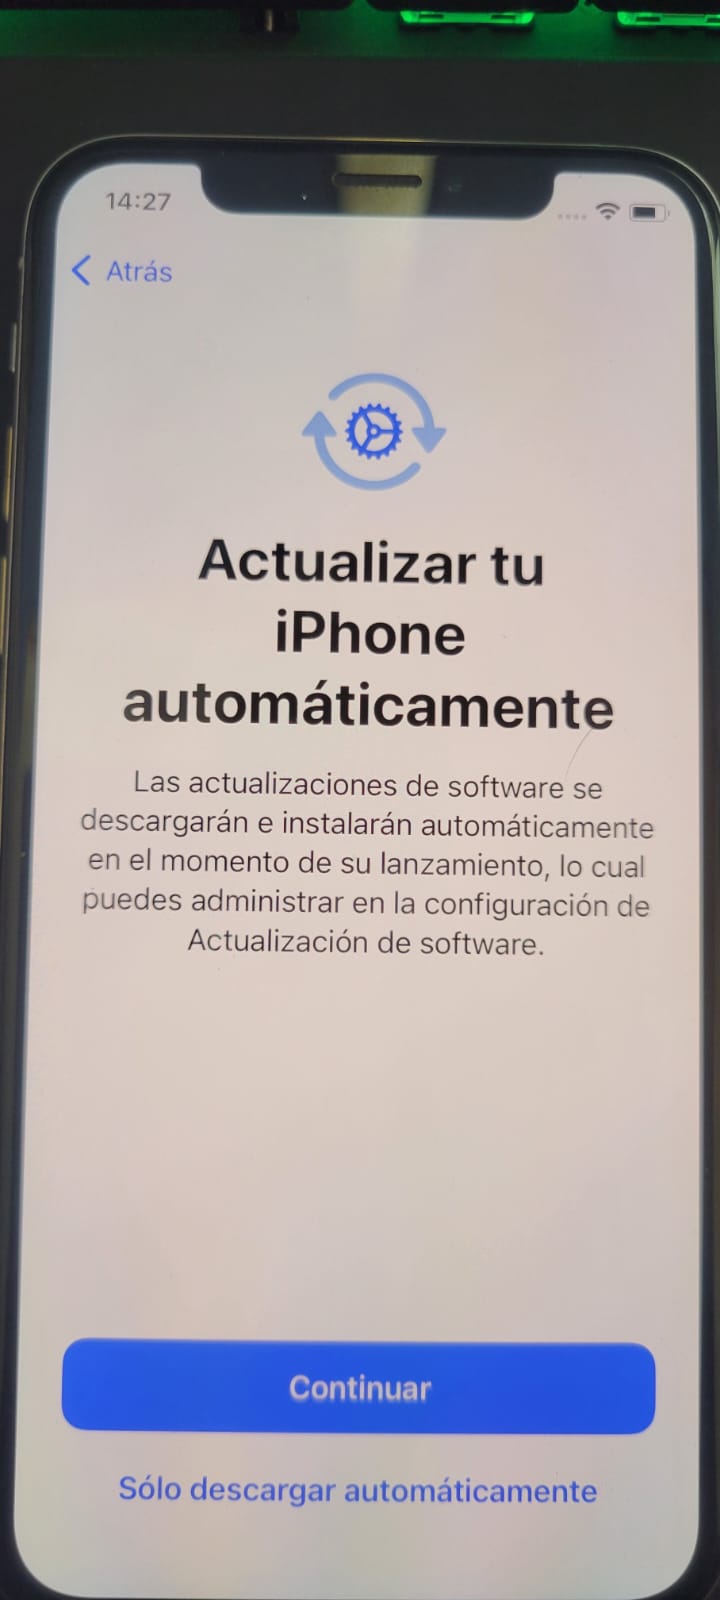 14:27
Atrás
Actualizar tu
iPhone
automáticamente
Las actualizaciones de software se
descargarán e instalarán automáticamente
en el momento de su lanzamiento, lo cual
puedes administrar en la configuración de
Actualización de software.
Continuar
Sólo descargar automáticamente